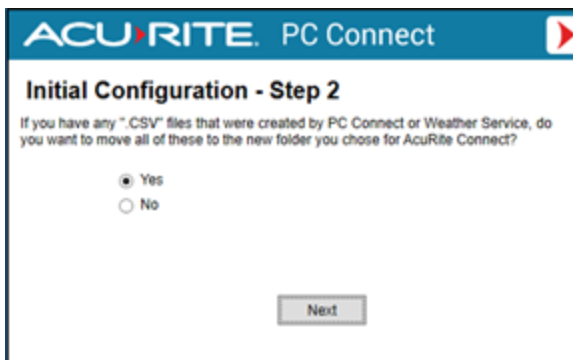 ACU RITE. PC Connect
Initial Configuration - Step 2
If you have any ".CSV" files that were created by PC Connect or Weather Service, do
you want to move all of these to the new folder you chose for AcuRite Connect?
Yes
No
Next